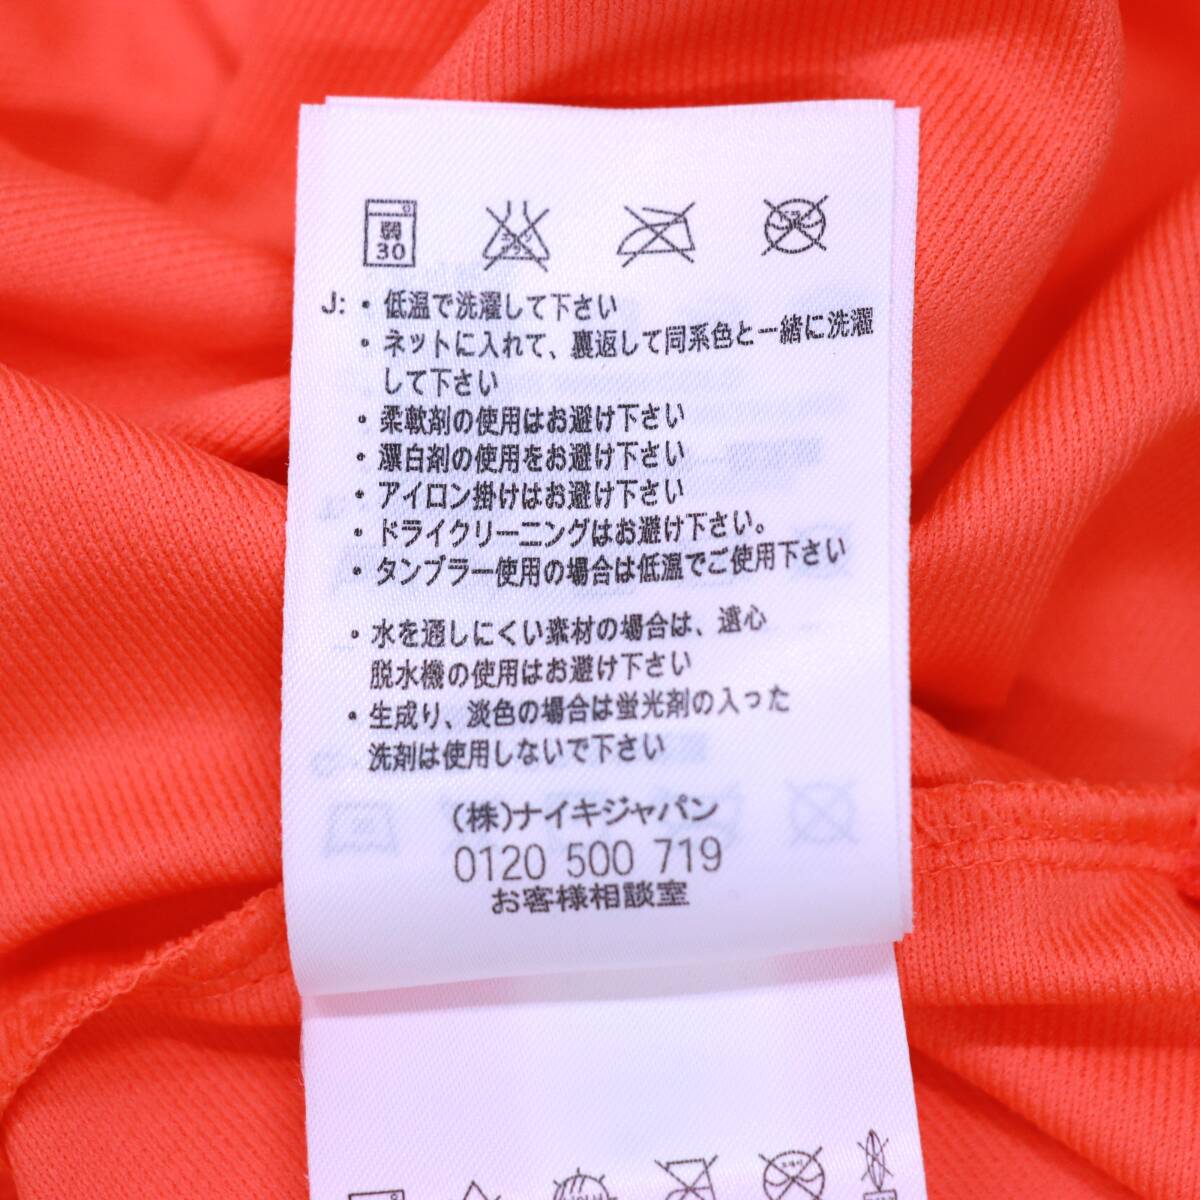 弱
30
J: ・低温で洗濯して下さい
・ネットに入れて、裏返して同系色と一緒に洗濯
して下さい
・柔軟剤の使用はお避け下さい
・漂白剤の使用をお避け下さい
・アイロン掛けはお避け下さい
・ドライクリーニングはお避け下さい。
・タンブラー使用の場合は低温でご使用下さい
・水を通しにくい素材の場合は、遠心
脱水機の使用はお避け下さい
・生成り、淡色の場合は蛍光剤の入った
洗剤は使用しないで下さい
(株)ナイキジャパン
0120 500 719
お客様相談室